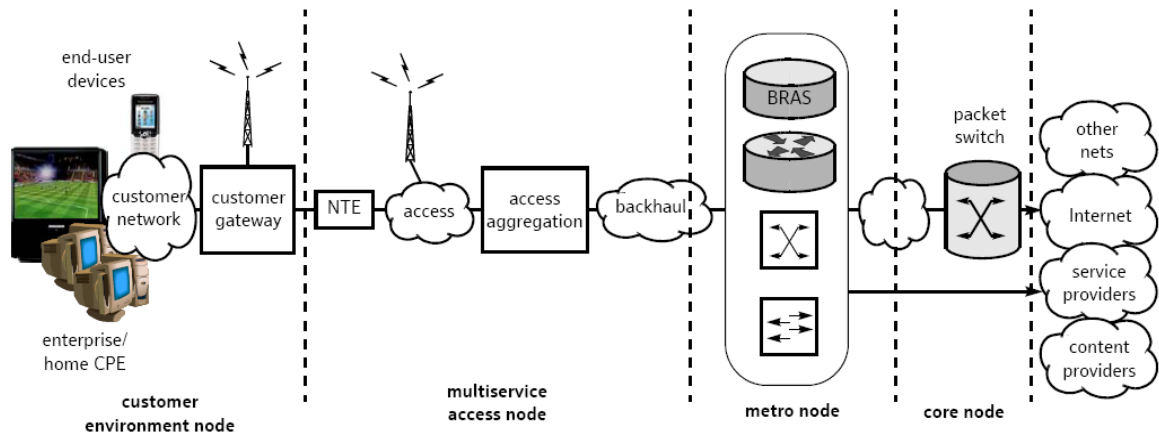 end-user
devices
customer
network
enterprise/
home CPE
customer
gateway
customer
environment node
NTE
access
access
aggregation
backhaul
multiservice
access node
BRAS
metro node
packet
switch
core node
other
nets
Internet
service
providers
content
providers